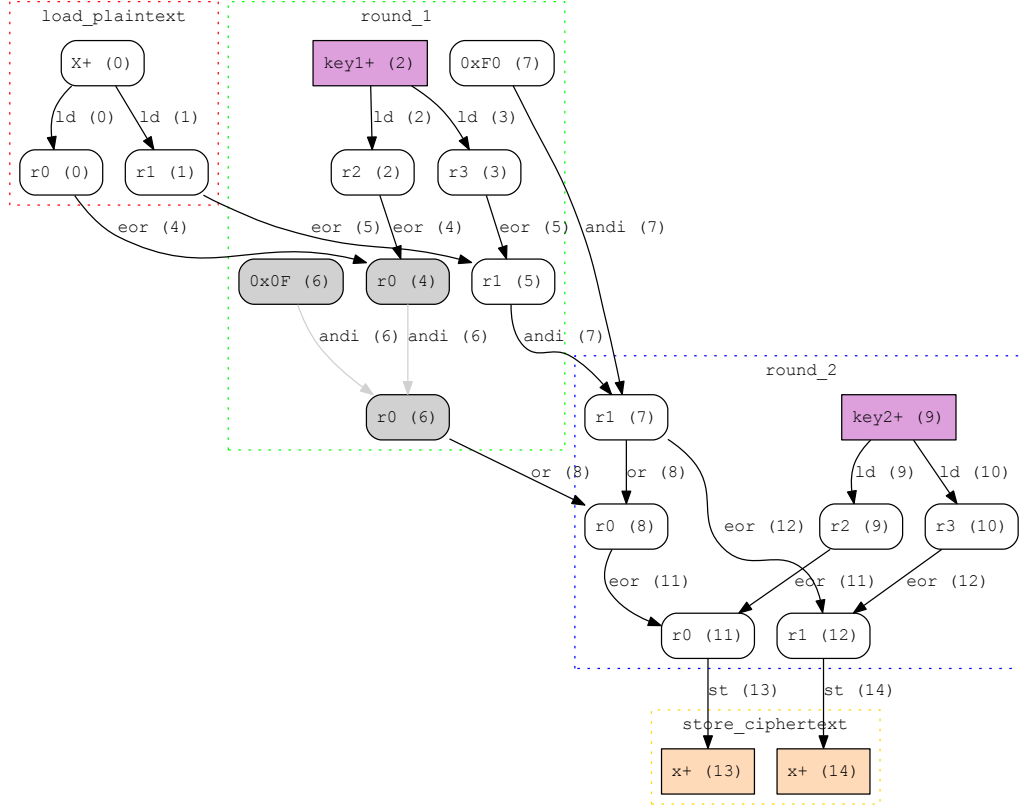 load_plaintext
round_1
X+ (0)
key1+ (2)
0xF0 (7)
ld (0)
ld (1)
ld (2)
ld (3)
r0 (0)
r1 (1)
r2 (2)
r3 (3)
eor (4)
eor (5)
eor (4)
eor (5)
andi (7)
0x0F (6)
r0 (4)
r1 (5)
andi (6)
andi (6)
andi (7)
round_2
r0 (6)
r1 (7)
key2+ (9)
or (8)
or (8)
ld (9)
ld (10)
r0 (8)
eor (12)
r2 (9)
r3 (10)
eor (11)
eor (11)
eor (12)
r0 (11)
r1 (12)
st (13)
st (14)
store_ciphertext
x+ (13)
x+ (14)